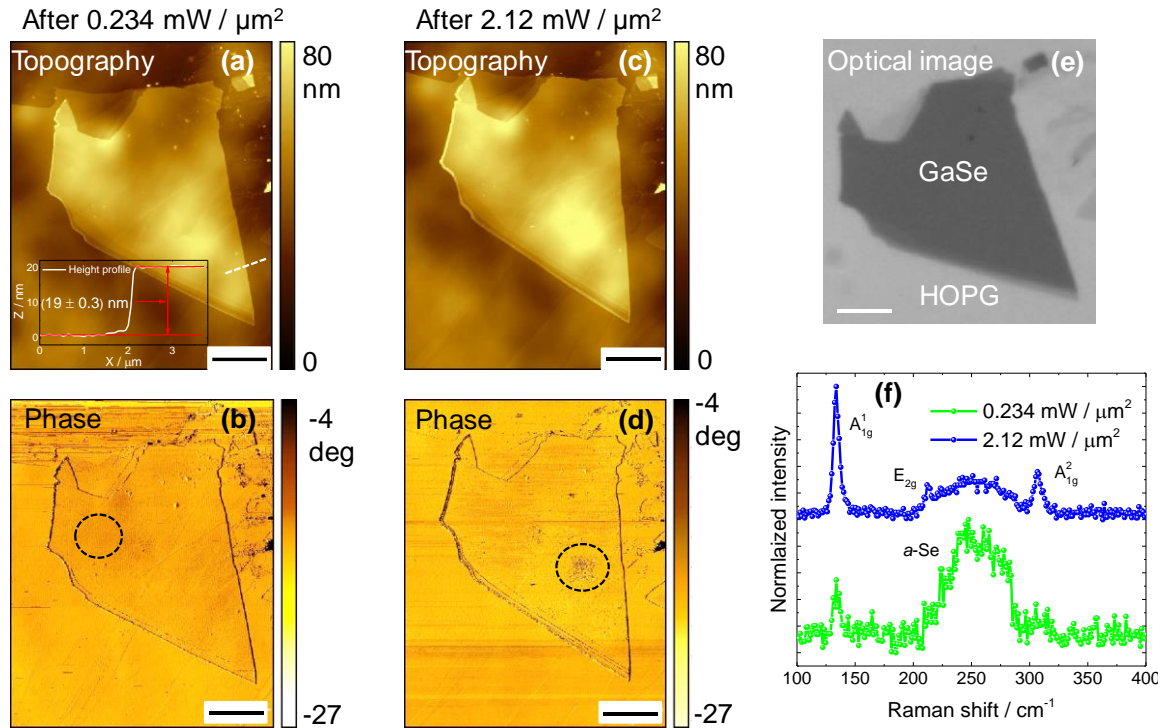 After 0.234 mW / µm²
After 2.12 mW / µm²
Topography
(a)
80
nm
0
Z / nm
20
10
0
Height profile
(19 ± 0.3) nm
0
1
2
3
X / µm
Topography
(c)
80
nm
0
Optical image
(e)
GaSe
HOPG
Phase
(b)
-4
deg
-27
Phase
(d)
-4
deg
-27
(f)
0.234 mW / µm²
2.12 mW / µm²
A¹₁g
E₂g
A²₁g
a-Se
Normlaized intensity
100 150 200 250 300 350 400
Raman shift / cm⁻¹